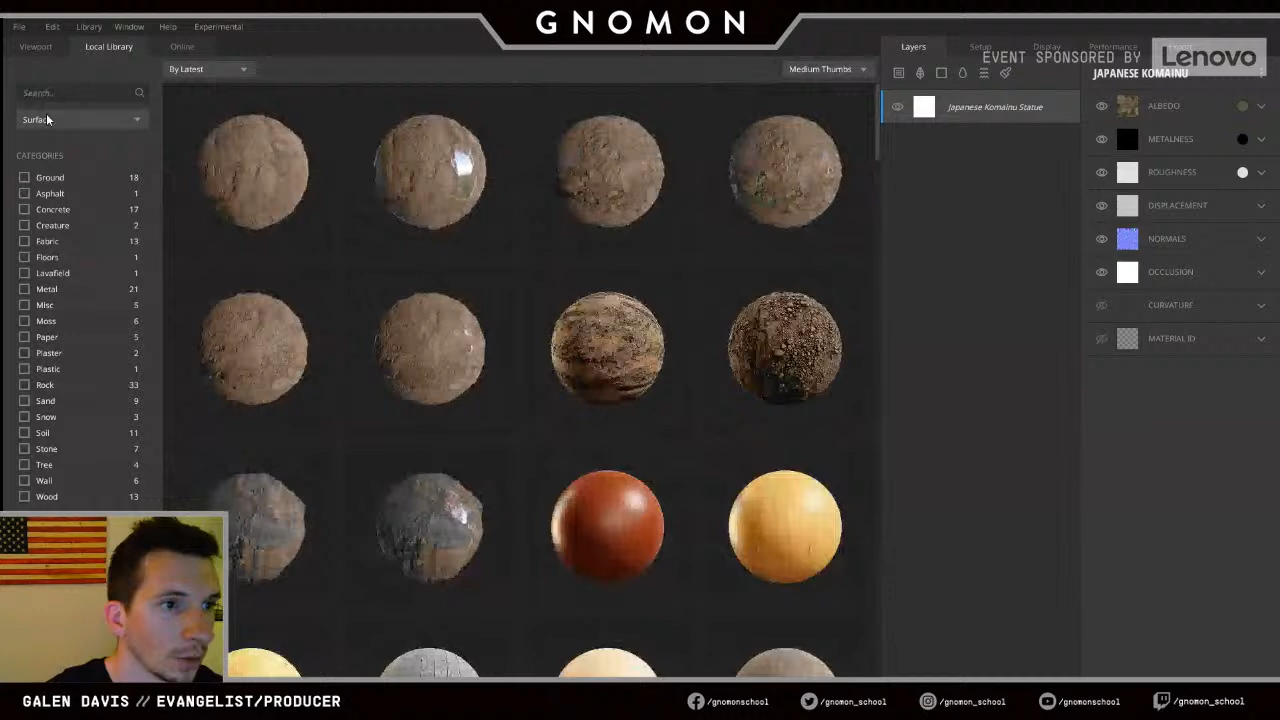 GNOMON
File Edit Library Window Help Experimental
Viewport Local Library Online
By Latest
Medium Thumbs
Layers Setup Display Performance
EVENT SPONSORED BY Lenovo
Search...
JAPANESE KOMAINU
CATEGORIES
Ground 18
Asphalt 1
Concrete 17
Creature 2
Fabric 13
Floors 1
Lavafield 1
Metal 21
Misc 5
Moss 6
Paper 5
Plaster 2
Plastic 1
Rock 33
Sand 9
Snow 3
Soil 11
Stone 7
Tree 4
Wall 6
Wood 13
Japanese Komainu Statue
ALBEDO
METALNESS
ROUGHNESS
DISPLACEMENT
NORMALS
OCCLUSION
CURVATURE
MATERIAL ID
GALEN DAVIS // EVANGELIST/PRODUCER
/gnomonschool
/gnomon_school
/gnomon_school
/gnomonschool
/gnomon_school